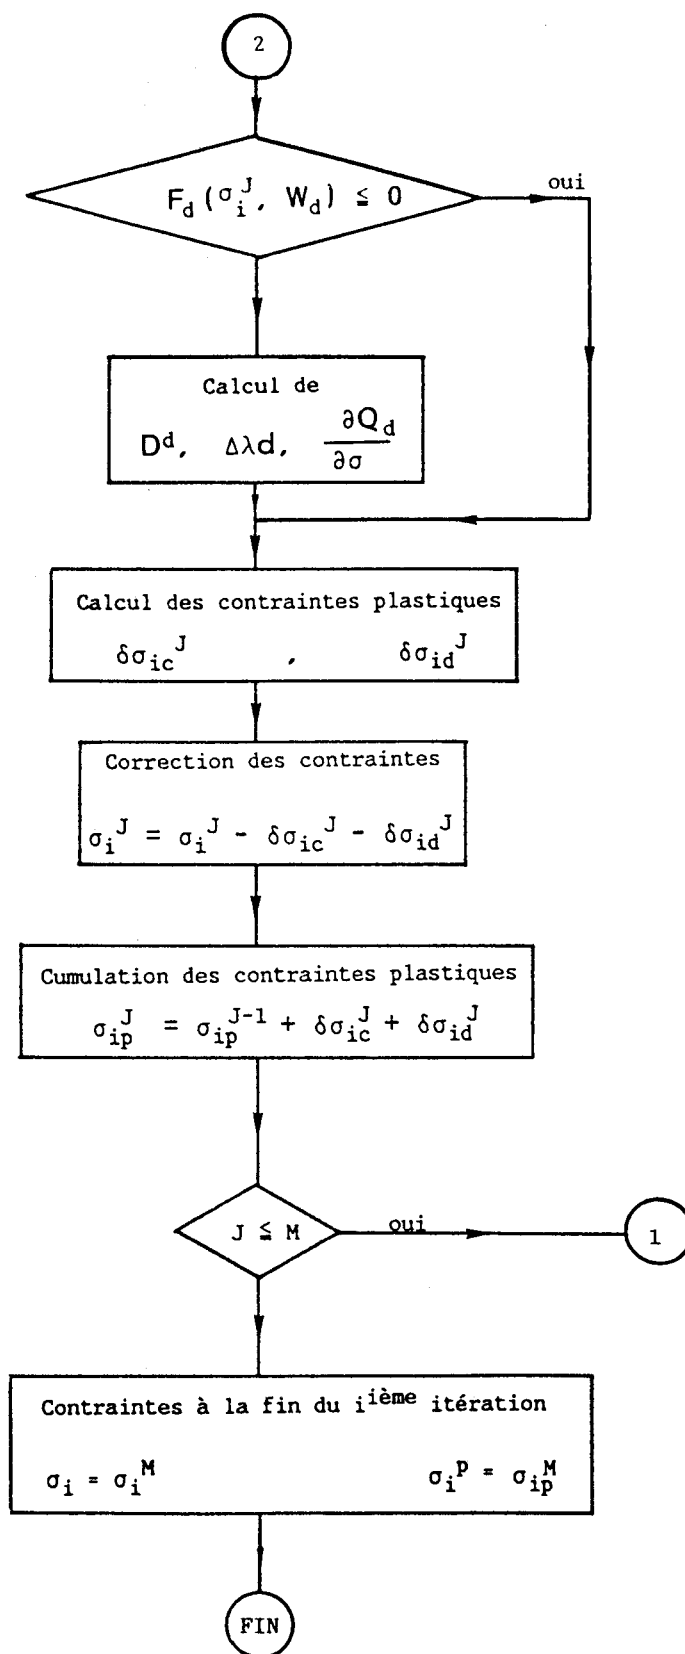 2
F_d (σ_i^J, W_d) ≦ 0
oui
Calcul de
D^d, Δλd, ∂Q_d/∂σ
Calcul des contraintes plastiques
δσ_ic^J , δσ_id^J
Correction des contraintes
σ_i^J = σ_i^J - δσ_ic^J - δσ_id^J
Cumulation des contraintes plastiques
σ_ip^J = σ_ip^J-1 + δσ_ic^J + δσ_id^J
J ≦ M
oui
1
Contraintes à la fin du i^ième itération
σ_i = σ_i^M σ_i^p = σ_ip^M
FIN